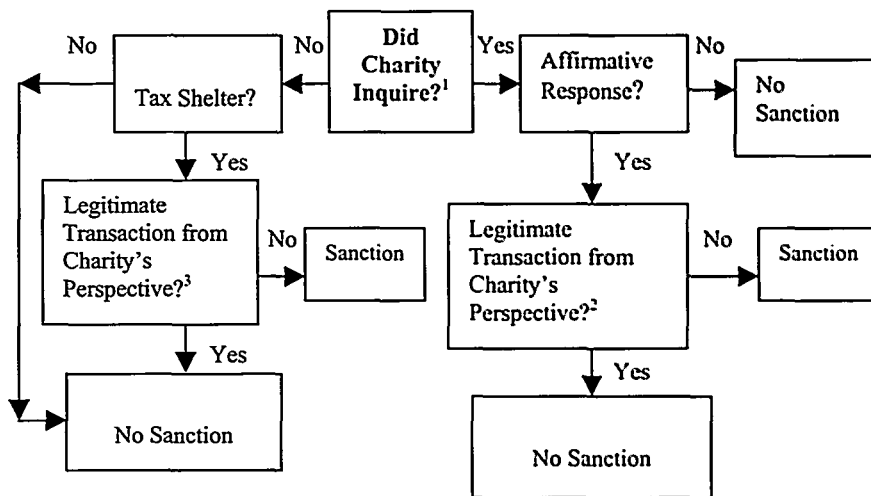 Did
Charity
Inquire?¹
No
Tax Shelter?
No
Yes
Legitimate
Transaction from
Charity's
Perspective?³
No
Sanction
Yes
No Sanction
Yes
Affirmative
Response?
No
No
Sanction
Yes
Legitimate
Transaction from
Charity's
Perspective?²
No
Sanction
Yes
No Sanction